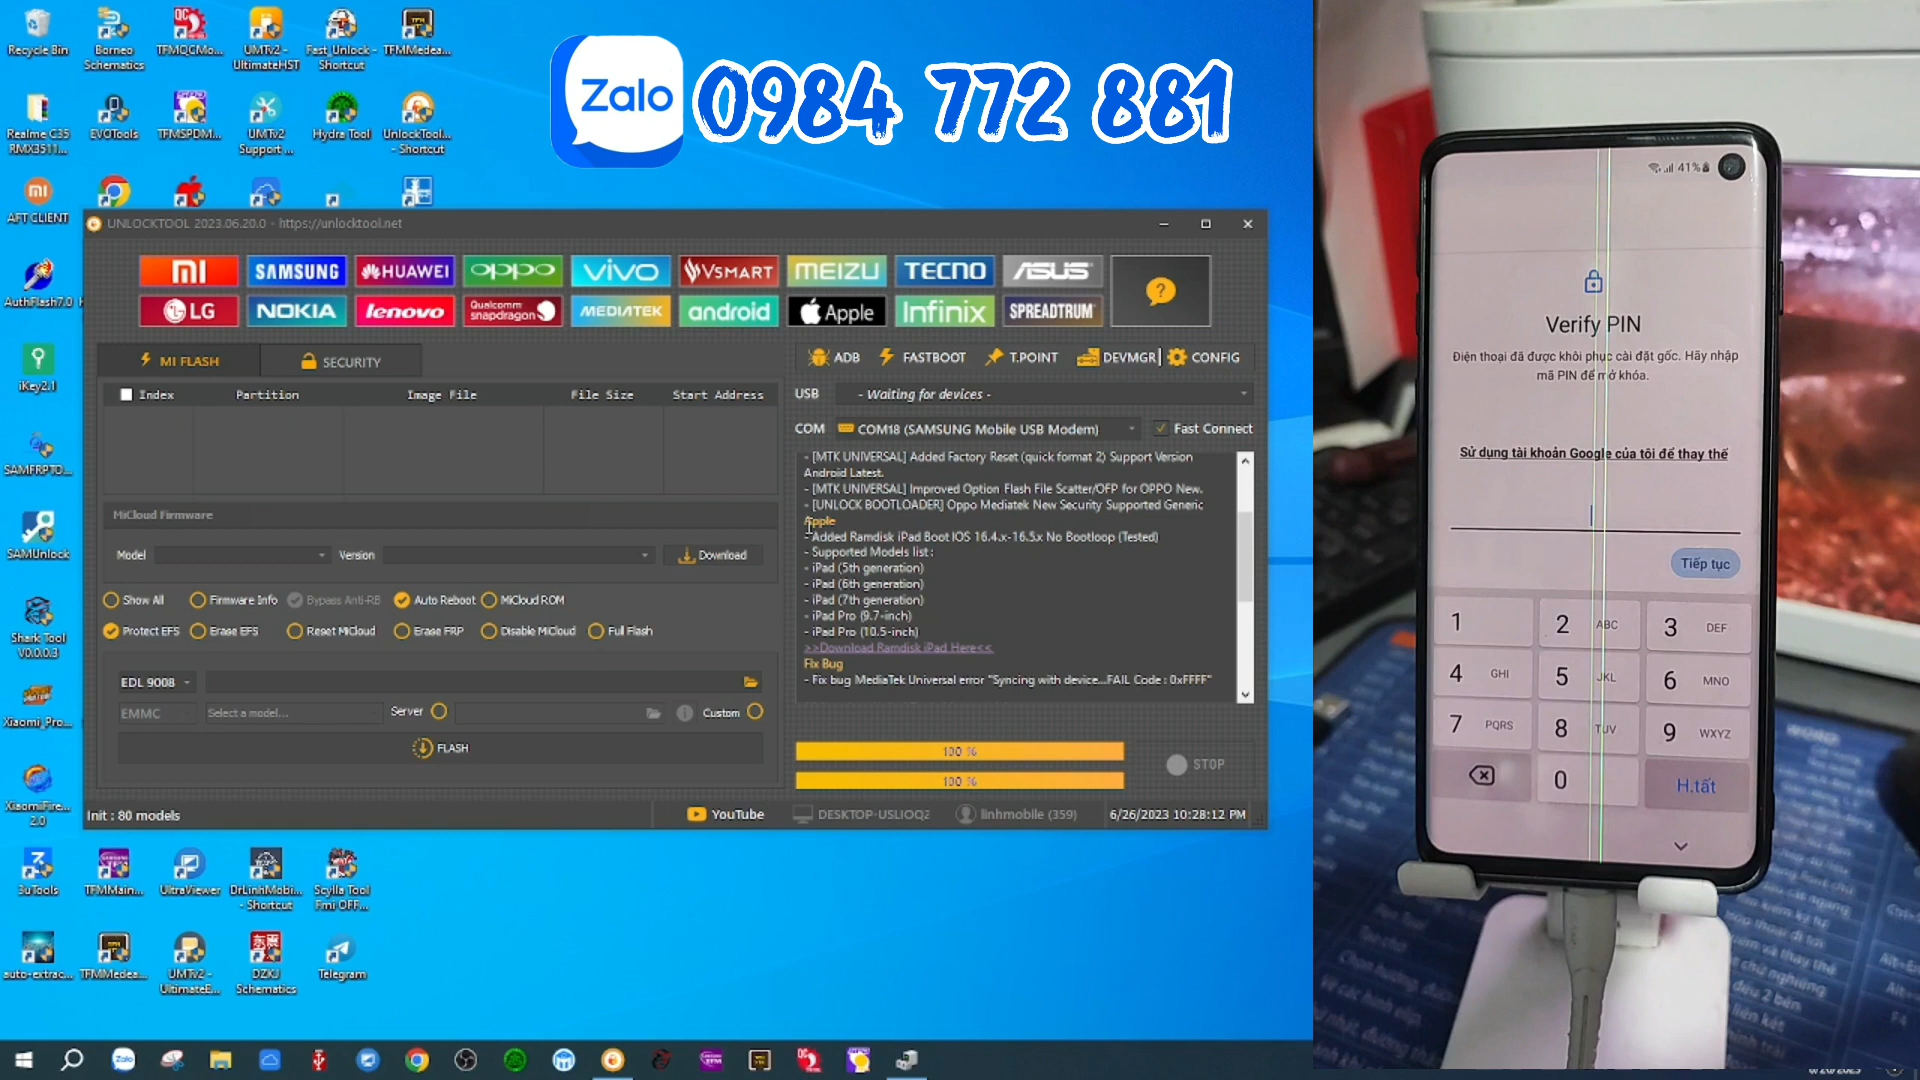 Recycle Bin
Borneo Schematics
TFMQCMo...
UMTv2 - UltimateHST
Fast_Unlock - Shortcut
TFMMedea...
Zalo
0984 772 881
Realme C35 RMX3511...
EVOTools
TFMSPDM...
UMTv2 Support ...
Hydra Tool
UnlockTool... - Shortcut
AFT CLIENT
AuthFlash7.0
iKey2.1
SAMFRPTO...
SAMUnlock
Shark Tool V0.0.0.3
Xiaomi_Pro...
XiaomiFire... 2.0
UNLOCKTOOL 2023.06.20.0 - https://unlocktool.net
MI
SAMSUNG
HUAWEI
OPPO
VIVO
VSMART
MEIZU
TECNO
ASUS
LG
NOKIA
lenovo
Qualcomm snapdragon
MEDIATEK
android
Apple
Infinix
SPREADTRUM
?
MI FLASH
SECURITY
ADB
FASTBOOT
T.POINT
DEVMGR
CONFIG
Index Partition Image File File Size Start Address
USB - Waiting for devices -
COM COM18 (SAMSUNG Mobile USB Modem) Fast Connect
- [MTK UNIVERSAL] Added Factory Reset (quick format 2) Support Version
Android Latest.
- [MTK UNIVERSAL] Improved Option Flash File Scatter/OFP for OPPO New.
- [UNLOCK BOOTLOADER] Oppo Mediatek New Security Supported Generic
Apple
- Added Ramdisk iPad Boot IOS 16.4.x-16.5x No Bootloop (Tested)
- Supported Models list :
- iPad (5th generation)
- iPad (6th generation)
- iPad (7th generation)
- iPad Pro (9.7-inch)
- iPad Pro (10.5-inch)
>>Download Ramdisk iPad Here<<
Fix Bug
- Fix bug MediaTek Universal error "Syncing with device...FAIL Code : 0xFFFF"
MiCloud Firmware
Model Version Download
Show All Firmware Info Bypass Anti-RB Auto Reboot MiCloud ROM
Protect EFS Erase EFS Reset MiCloud Erase FRP Disable MiCloud Full Flash
EDL 9008
EMMC Select a model... Server Custom
FLASH
100 %
100 %
STOP
Init : 80 models
YouTube
DESKTOP-USLIOQ2
linhmobile (359)
6/26/2023 10:28:12 PM
3uTools
TFMMain...
UltraViewer
DrLinhMobi... - Shortcut
Scylla Tool Fmi OFF...
auto-extrac...
TFMMedea...
UMTv2 - UltimateE...
DZKJ Schematics
Telegram
41%
Verify PIN
Điện thoại đã được khôi phục cài đặt gốc. Hãy nhập
mã PIN để mở khóa.
Sử dụng tài khoản Google của tôi để thay thế
Tiếp tục
1
2 ABC
3 DEF
4 GHI
5 JKL
6 MNO
7 PQRS
8 TUV
9 WXYZ
0
H.tất